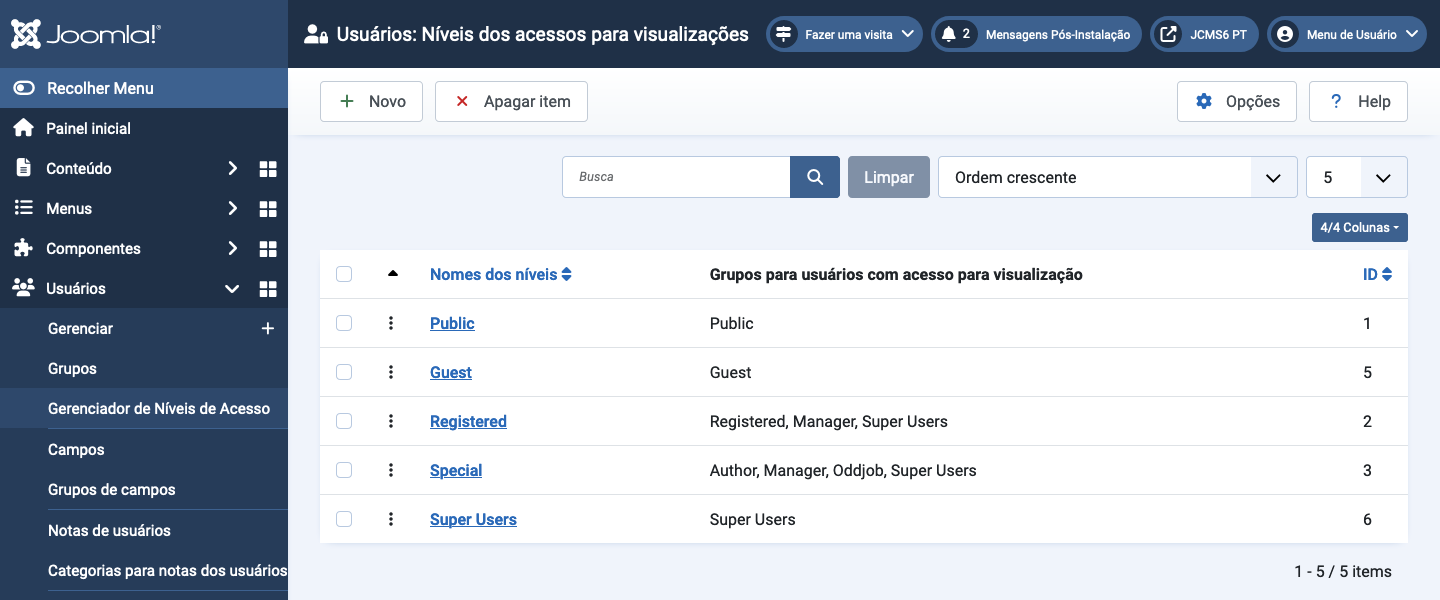 Joomla!®
Usuários: Níveis dos acessos para visualizações
Fazer uma visita
2 Mensagens Pós-Instalação
JCMS6 PT
Menu de Usuário
Recolher Menu
Painel inicial
Conteúdo
Menus
Componentes
Usuários
Gerenciar
Grupos
Gerenciador de Níveis de Acesso
Campos
Grupos de campos
Notas de usuários
Categorias para notas dos usuários
Novo
Apagar item
Opções
? Help
Busca
Limpar
Ordem crescente
5
4/4 Colunas
Nomes dos níveis Grupos para usuários com acesso para visualização ID
Public Public 1
Guest Guest 5
Registered Registered, Manager, Super Users 2
Special Author, Manager, Oddjob, Super Users 3
Super Users Super Users 6
1 - 5 / 5 items